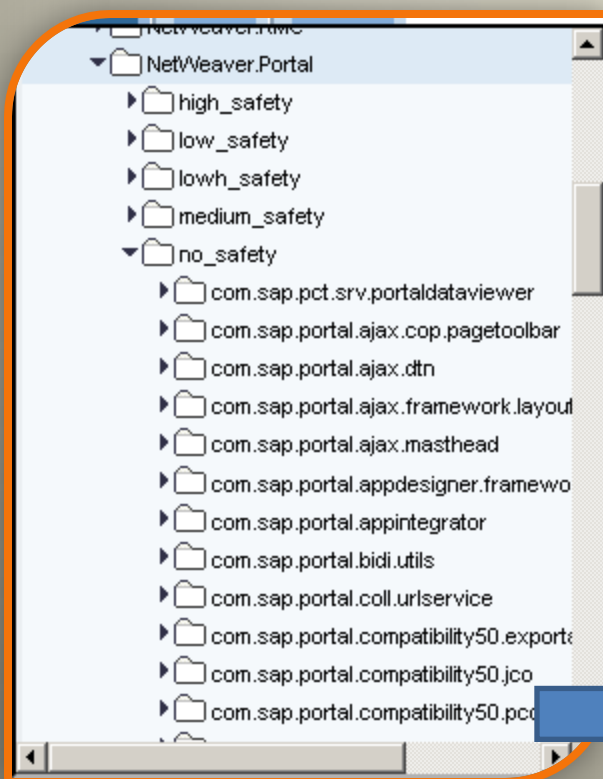 NetWeaver.Portal
high_safety
low_safety
lowh_safety
medium_safety
no_safety
com.sap.pct.srv.portaldataviewer
com.sap.portal.ajax.cop.pagetoolbar
com.sap.portal.ajax.dtn
com.sap.portal.ajax.framework.layout
com.sap.portal.ajax.masthead
com.sap.portal.appdesigner.framewo
com.sap.portal.appintegrator
com.sap.portal.bidi.utils
com.sap.portal.coll.urlservice
com.sap.portal.compatibility50.exporta
com.sap.portal.compatibility50.jco
com.sap.portal.compatibility50.pcd